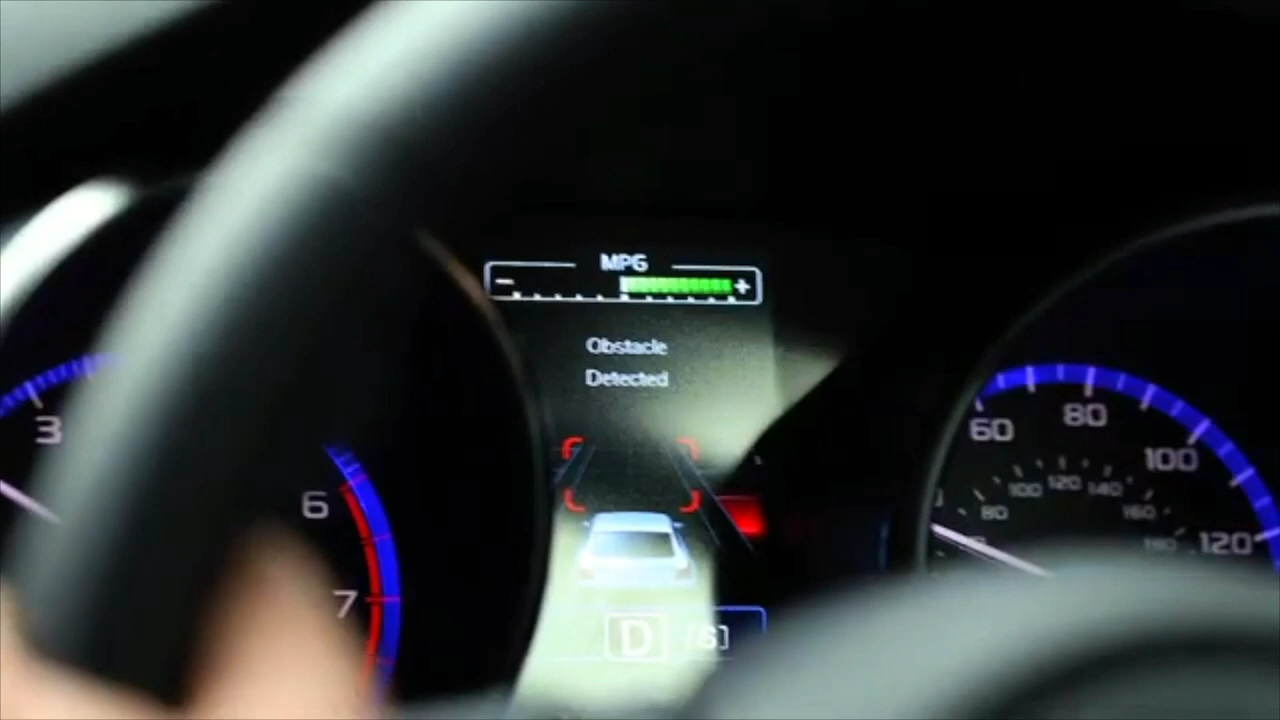 MPG
- +
Obstacle
Detected
3
6
7
D [S]
60 80 100 120
80 100 120 140 160